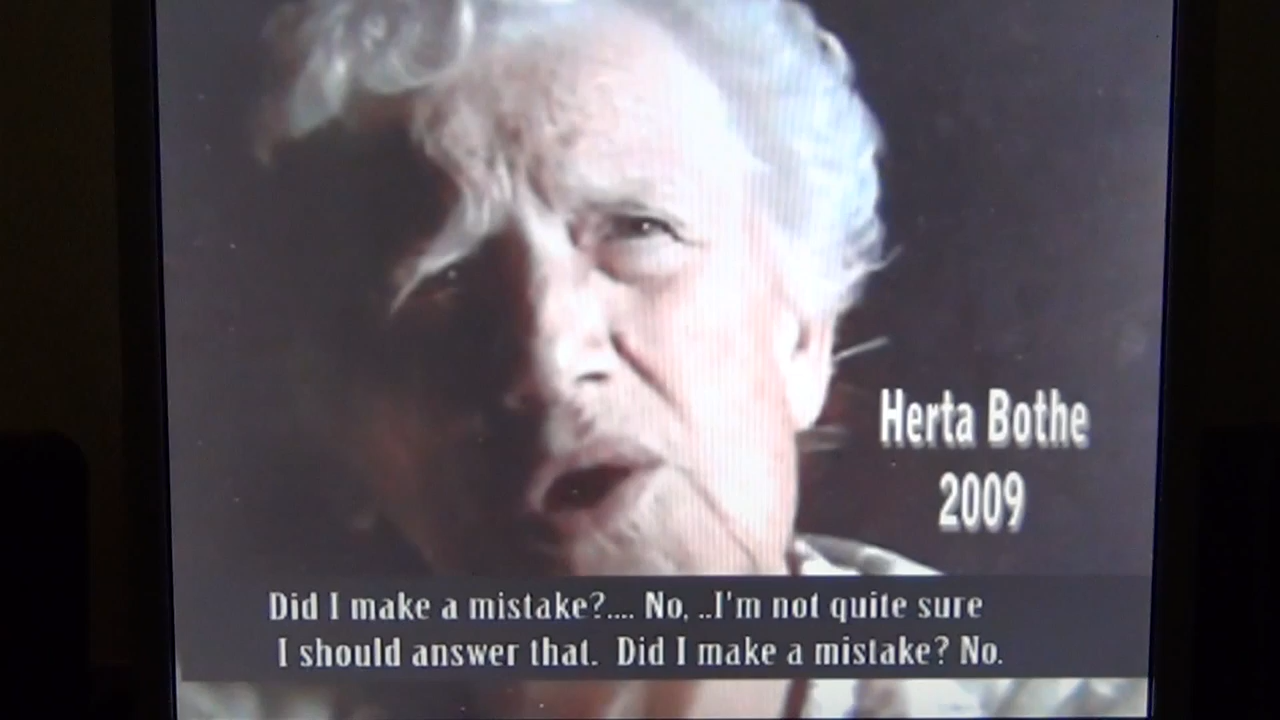 Herta Bothe
2009
Did I make a mistake?.... No, ..I'm not quite sure
I should answer that. Did I make a mistake? No.